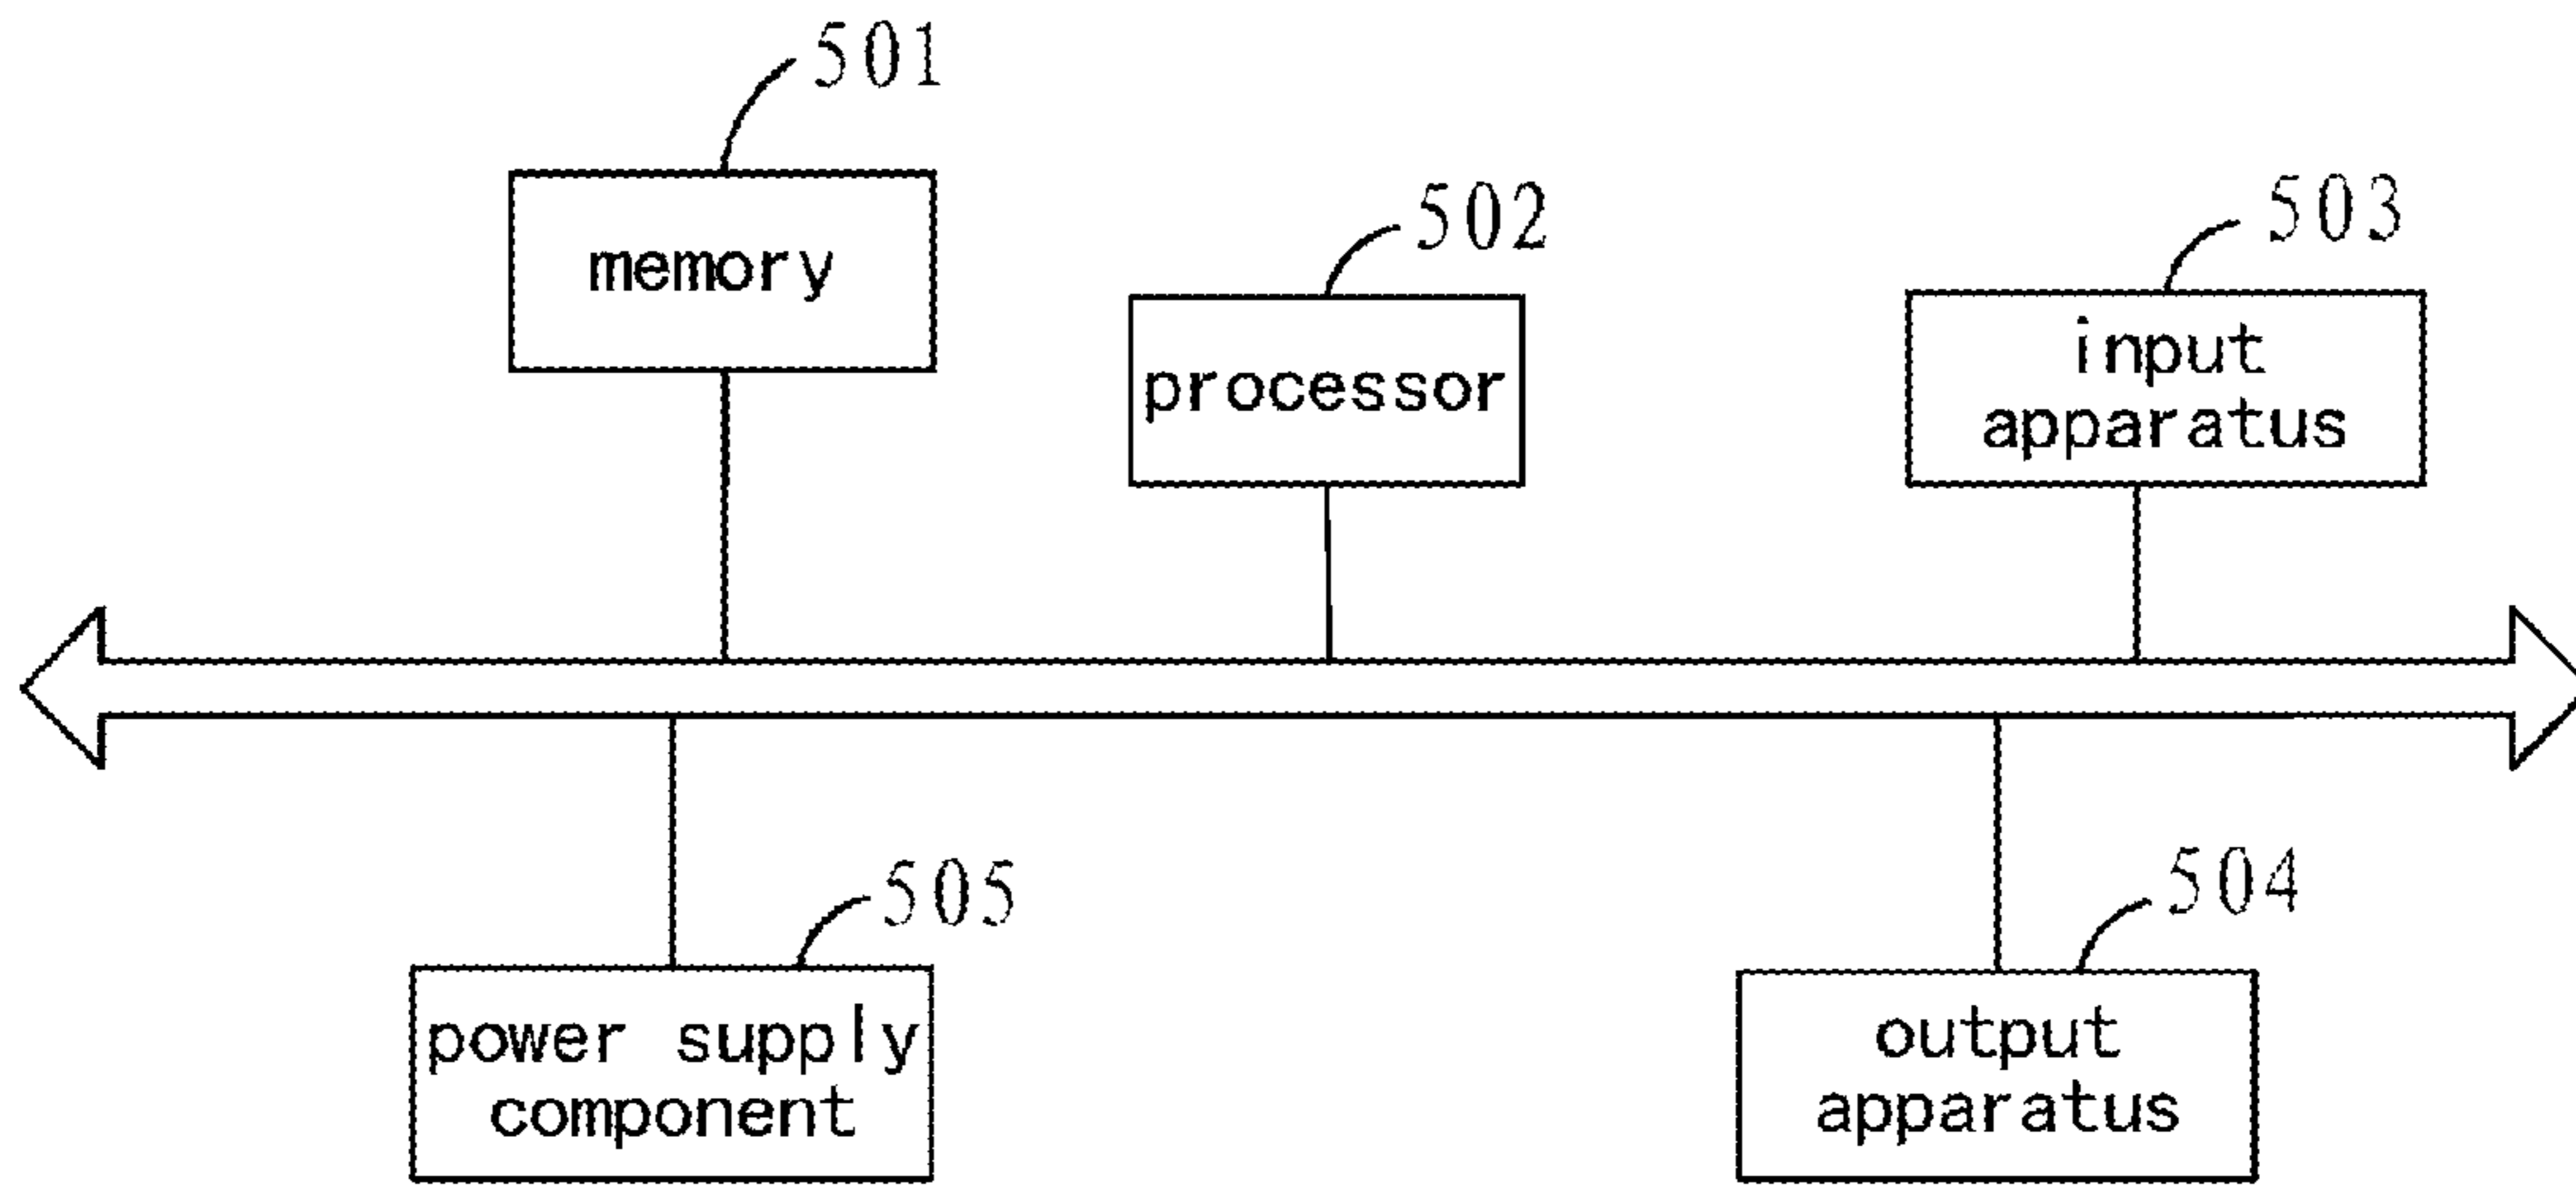 501
memory
502
processor
503
input
apparatus
505
power supply
component
504
output
apparatus